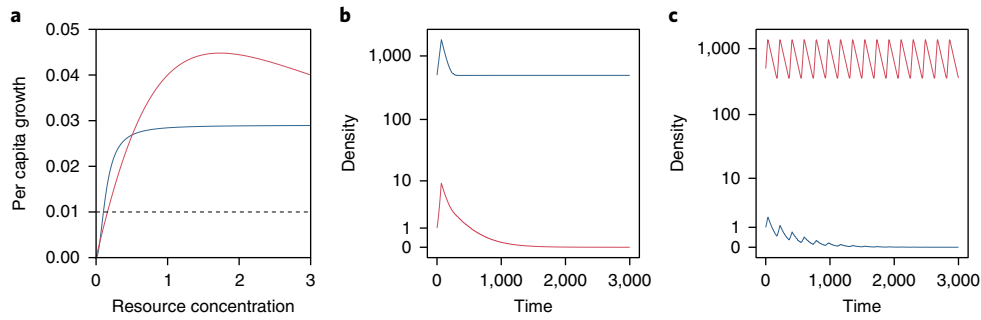 a
0.05
0.04
0.03
0.02
0.01
0.00
Per capita growth
0 1 2 3
Resource concentration
b
1,000
100
10
1
0
Density
0 1,000 2,000 3,000
Time
c
1,000
100
10
1
0
Density
0 1,000 2,000 3,000
Time